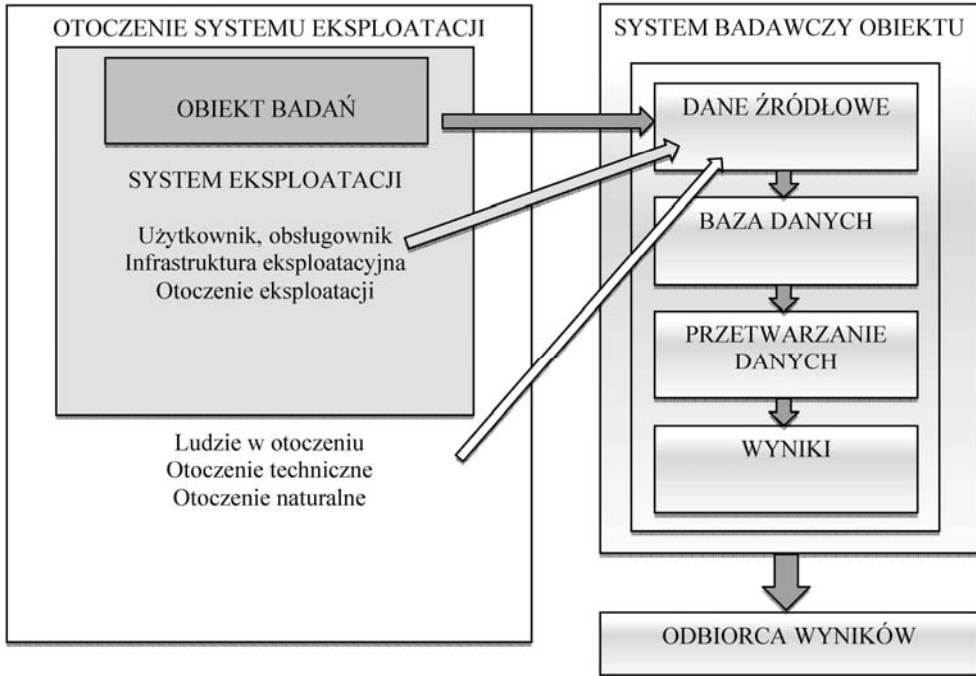 OTOCZENIE SYSTEMU EKSPLOATACJI
OBIEKT BADAŃ
SYSTEM EKSPLOATACJI
Użytkownik, obsługownik
Infrastruktura eksploatacyjna
Otoczenie eksploatacji
Ludzie w otoczeniu
Otoczenie techniczne
Otoczenie naturalne
SYSTEM BADAWCZY OBIEKTU
DANE ŹRÓDŁOWE
BAZA DANYCH
PRZETWARZANIE
DANYCH
WYNIKI
ODBIORCA WYNIKÓW